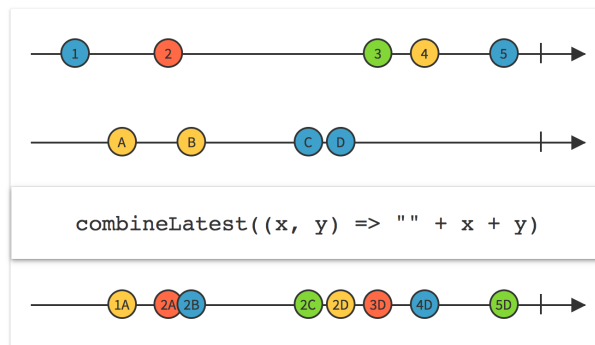 1 2 3 4 5
A B C D
combineLatest((x, y) => "" + x + y)
1A 2A 2B 2C 2D 3D 4D 5D